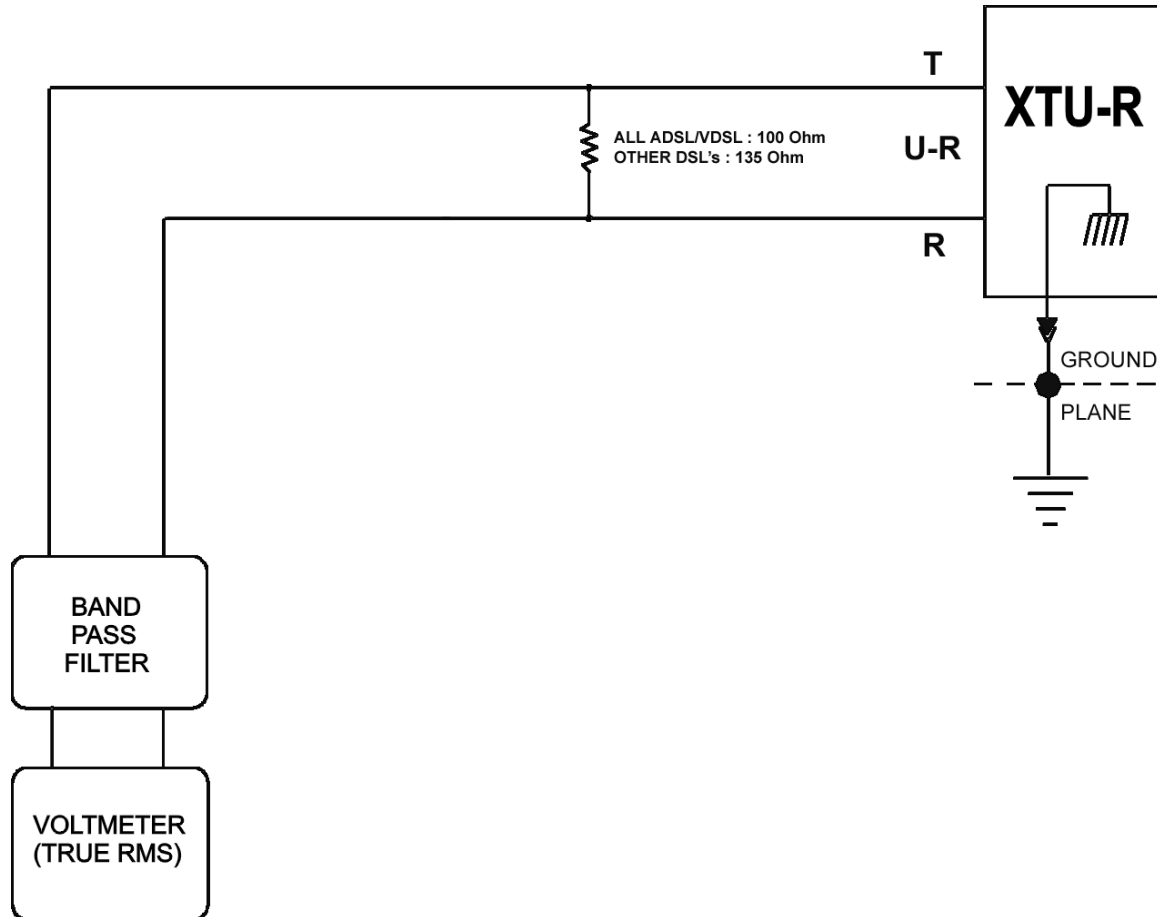 T
XTU-R
ALL ADSL/VDSL : 100 Ohm
OTHER DSL's : 135 Ohm
U-R
R
GROUND
PLANE
BAND
PASS
FILTER
VOLTMETER
(TRUE RMS)